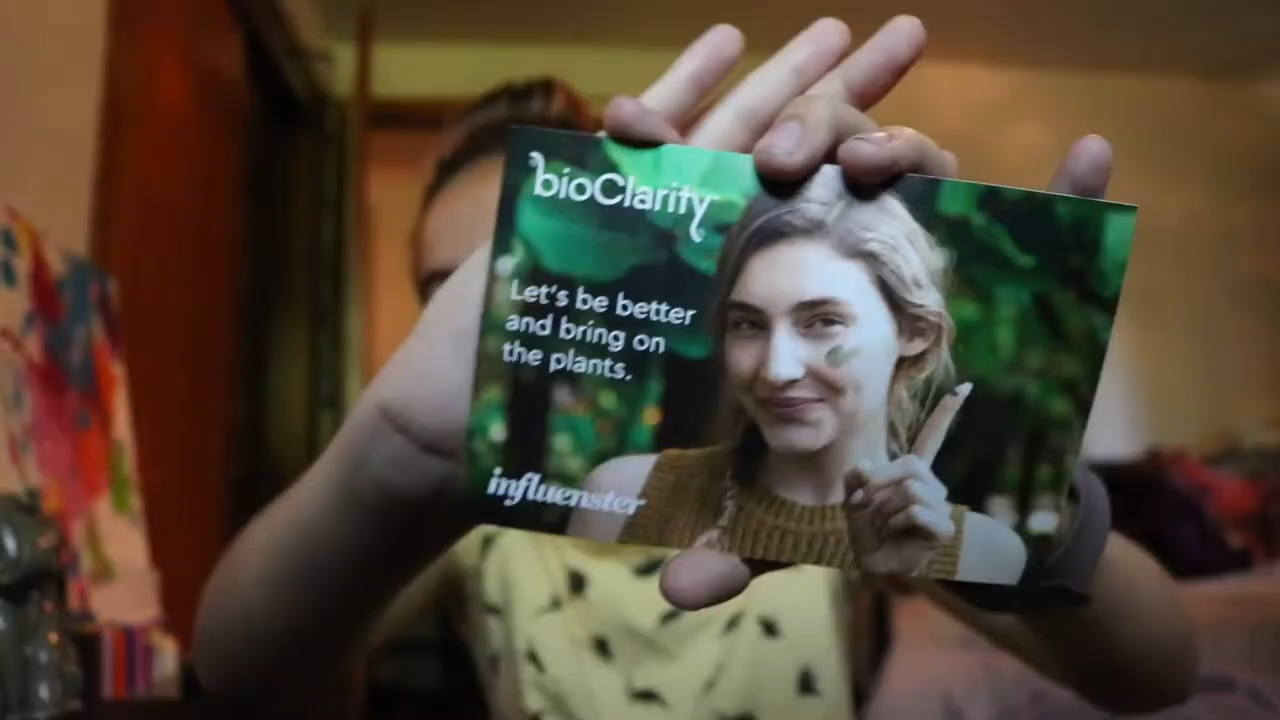 bioClarity
Let's be better
and bring on
the plants.
influenster